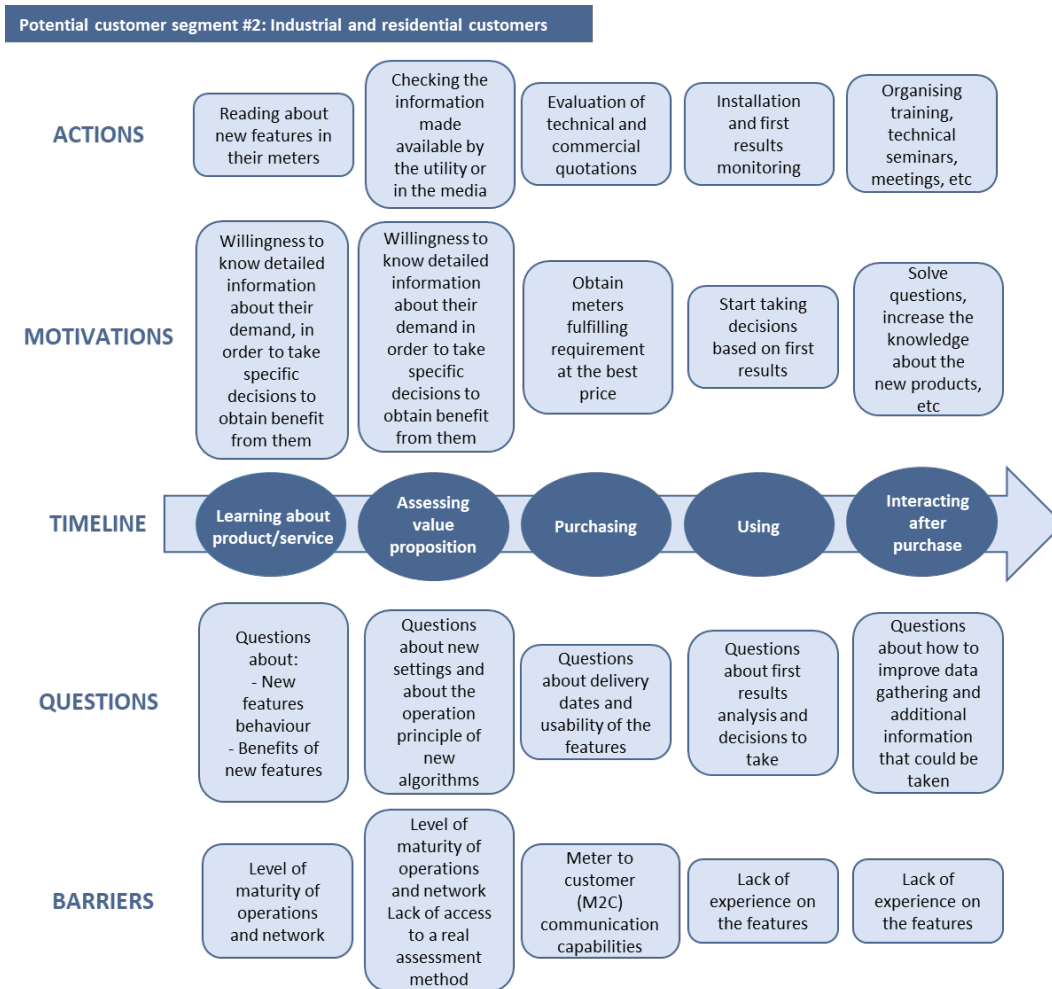 Potential customer segment #2: Industrial and residential customers
ACTIONS
Reading about
new features in
their meters
Checking the
information
made
available by
the utility or
in the media
Evaluation of
technical and
commercial
quotations
Installation
and first
results
monitoring
Organising
training,
technical
seminars,
meetings, etc
MOTIVATIONS
Willingness to
know detailed
information
about their
demand, in
order to take
specific
decisions to
obtain benefit
from them
Willingness to
know detailed
information
about their
demand in
order to take
specific
decisions to
obtain benefit
from them
Obtain
meters
fulfilling
requirement
at the best
price
Start taking
decisions
based on first
results
Solve
questions,
increase the
knowledge
about the
new products,
etc
TIMELINE
Learning about
product/service
Assessing
value
proposition
Purchasing
Using
Interacting
after
purchase
QUESTIONS
Questions
about:
- New
features
behaviour
- Benefits of
new features
Questions
about new
settings and
about the
operation
principle of
new
algorithms
Questions
about delivery
dates and
usability of the
features
Questions
about first
results
analysis and
decisions to
take
Questions
about how to
improve data
gathering and
additional
information
that could be
taken
BARRIERS
Level of
maturity of
operations
and network
Level of
maturity of
operations
and network
Lack of access
to a real
assessment
method
Meter to
customer
(M2C)
communication
capabilities
Lack of
experience on
the features
Lack of
experience on
the features